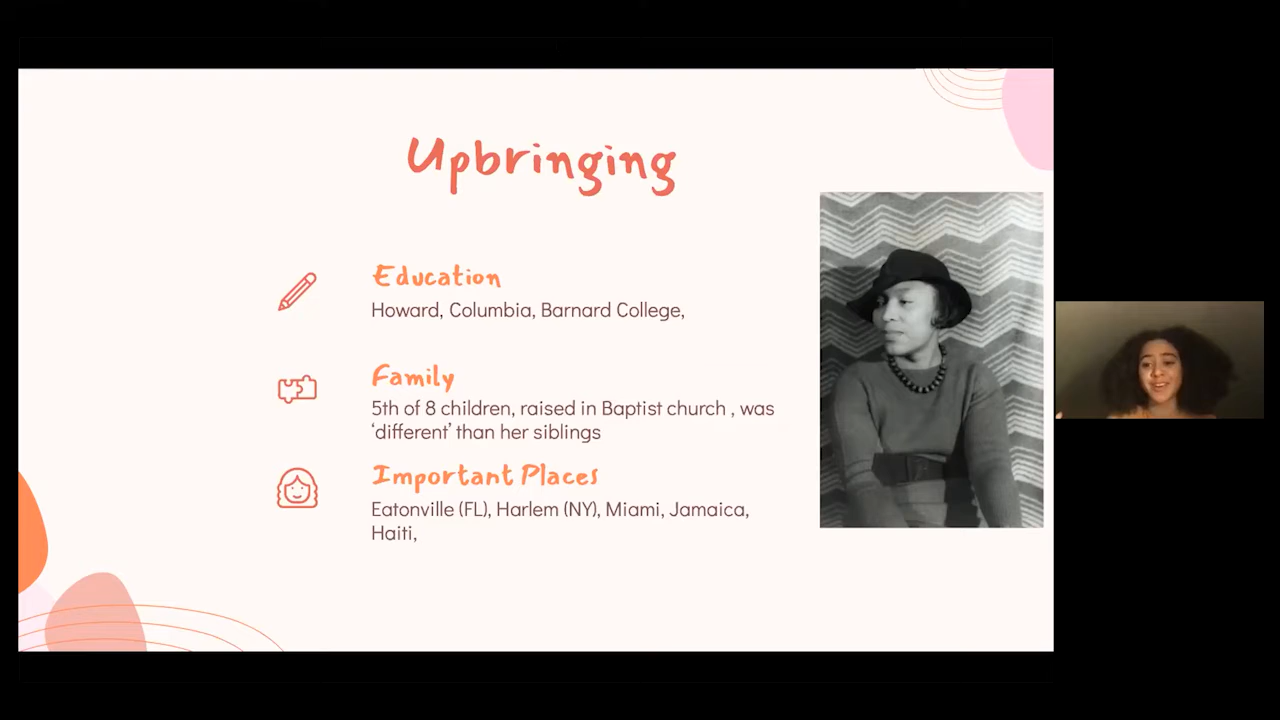 Upbringing
Education
Howard, Columbia, Barnard College,
Family
5th of 8 children, raised in Baptist church , was
‘different’ than her siblings
Important Places
Eatonville (FL), Harlem (NY), Miami, Jamaica,
Haiti,